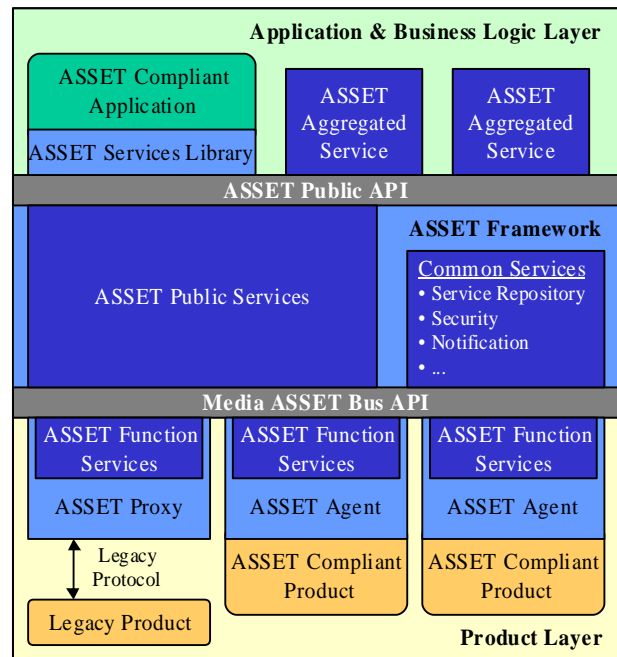 Application & Business Logic Layer
ASSET Compliant
Application
ASSET Services Library
ASSET
Aggregated
Service
ASSET
Aggregated
Service
ASSET Public API
ASSET Framework
ASSET Public Services
Common Services
• Service Repository
• Security
• Notification
• ...
Media ASSET Bus API
ASSET Function
Services
ASSET Proxy
ASSET Function
Services
ASSET Agent
ASSET Function
Services
ASSET Agent
Legacy
Protocol
ASSET Compliant
Product
ASSET Compliant
Product
Legacy Product
Product Layer